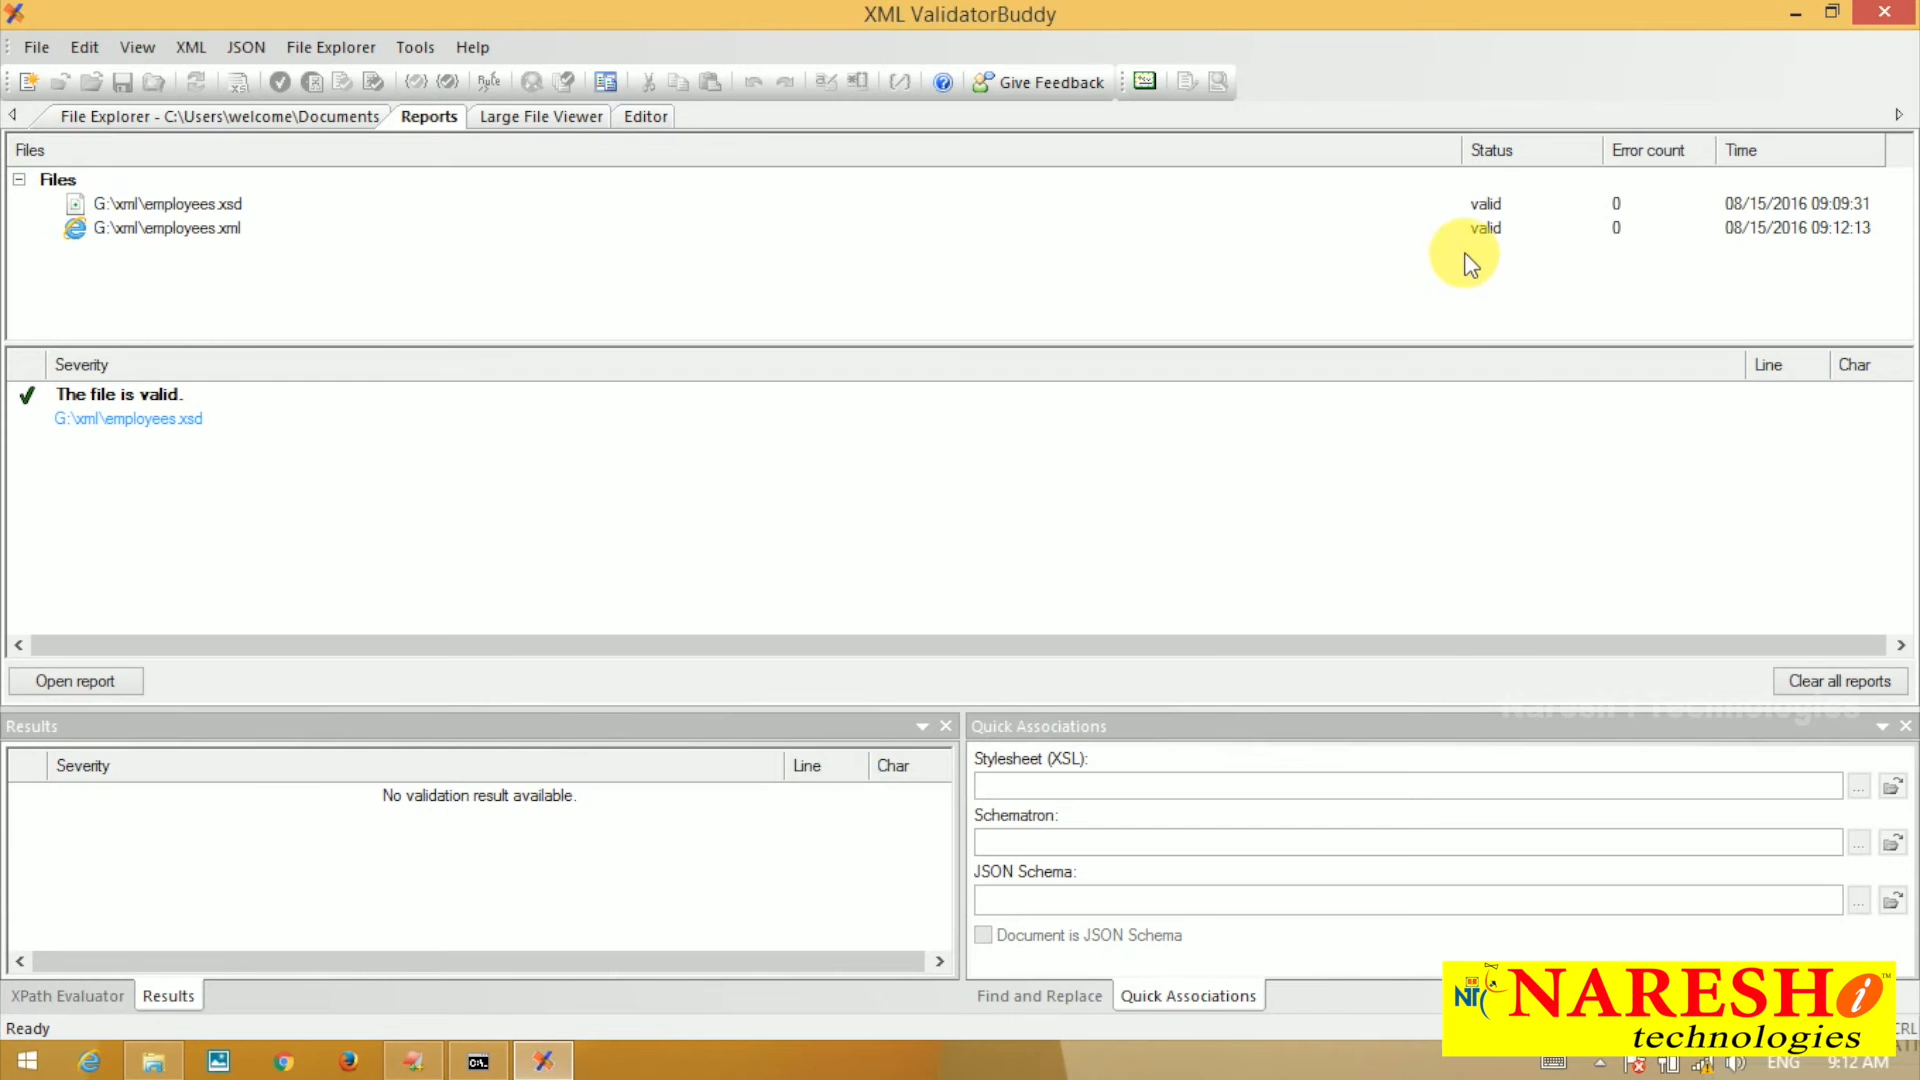 XML ValidatorBuddy
File Edit View XML JSON File Explorer Tools Help
Give Feedback
File Explorer - C:\Users\welcome\Documents Reports Large File Viewer Editor
Files Status Error count Time
Files
G:\xml\employees.xsd valid 0 08/15/2016 09:09:31
G:\xml\employees.xml valid 0 08/15/2016 09:12:13
Severity Line Char
The file is valid.
G:\xml\employees.xsd
Open report Clear all reports
Naresh i Technologies
Results Quick Associations
Severity Line Char
No validation result available.
Stylesheet (XSL):
Schematron:
JSON Schema:
Document is JSON Schema
XPath Evaluator Results Find and Replace Quick Associations
Ready
NARESH i ™
technologies
ENG 9:12 AM